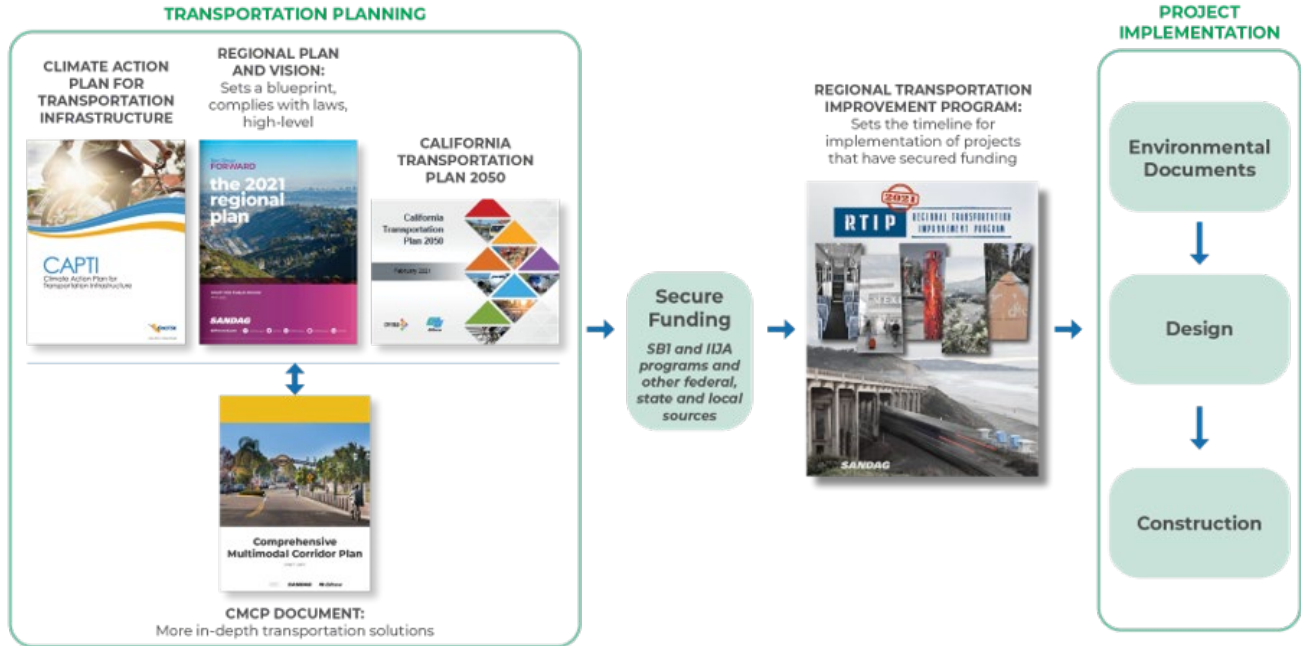 TRANSPORTATION PLANNING
CLIMATE ACTION
PLAN FOR
TRANSPORTATION
INFRASTRUCTURE
REGIONAL PLAN
AND VISION:
Sets a blueprint,
complies with laws,
high-level
CALIFORNIA
TRANSPORTATION
PLAN 2050
CAPTI
Climate Action Plan for
Transportation Infrastructure
FORWARD
the 2021
regional
plan
SANDAG
California
Transportation
Plan 2050
February 2021
Comprehensive
Multimodal Corridor Plan
SANDAG
CMCP DOCUMENT:
More in-depth transportation solutions
Secure
Funding
SB1 and IIJA
programs and
other federal,
state and local
sources
REGIONAL TRANSPORTATION
IMPROVEMENT PROGRAM:
Sets the timeline for
implementation of projects
that have secured funding
2021
RTIP
REGIONAL TRANSPORTATION
IMPROVEMENT PROGRAM
SANDAG
PROJECT
IMPLEMENTATION
Environmental
Documents
Design
Construction